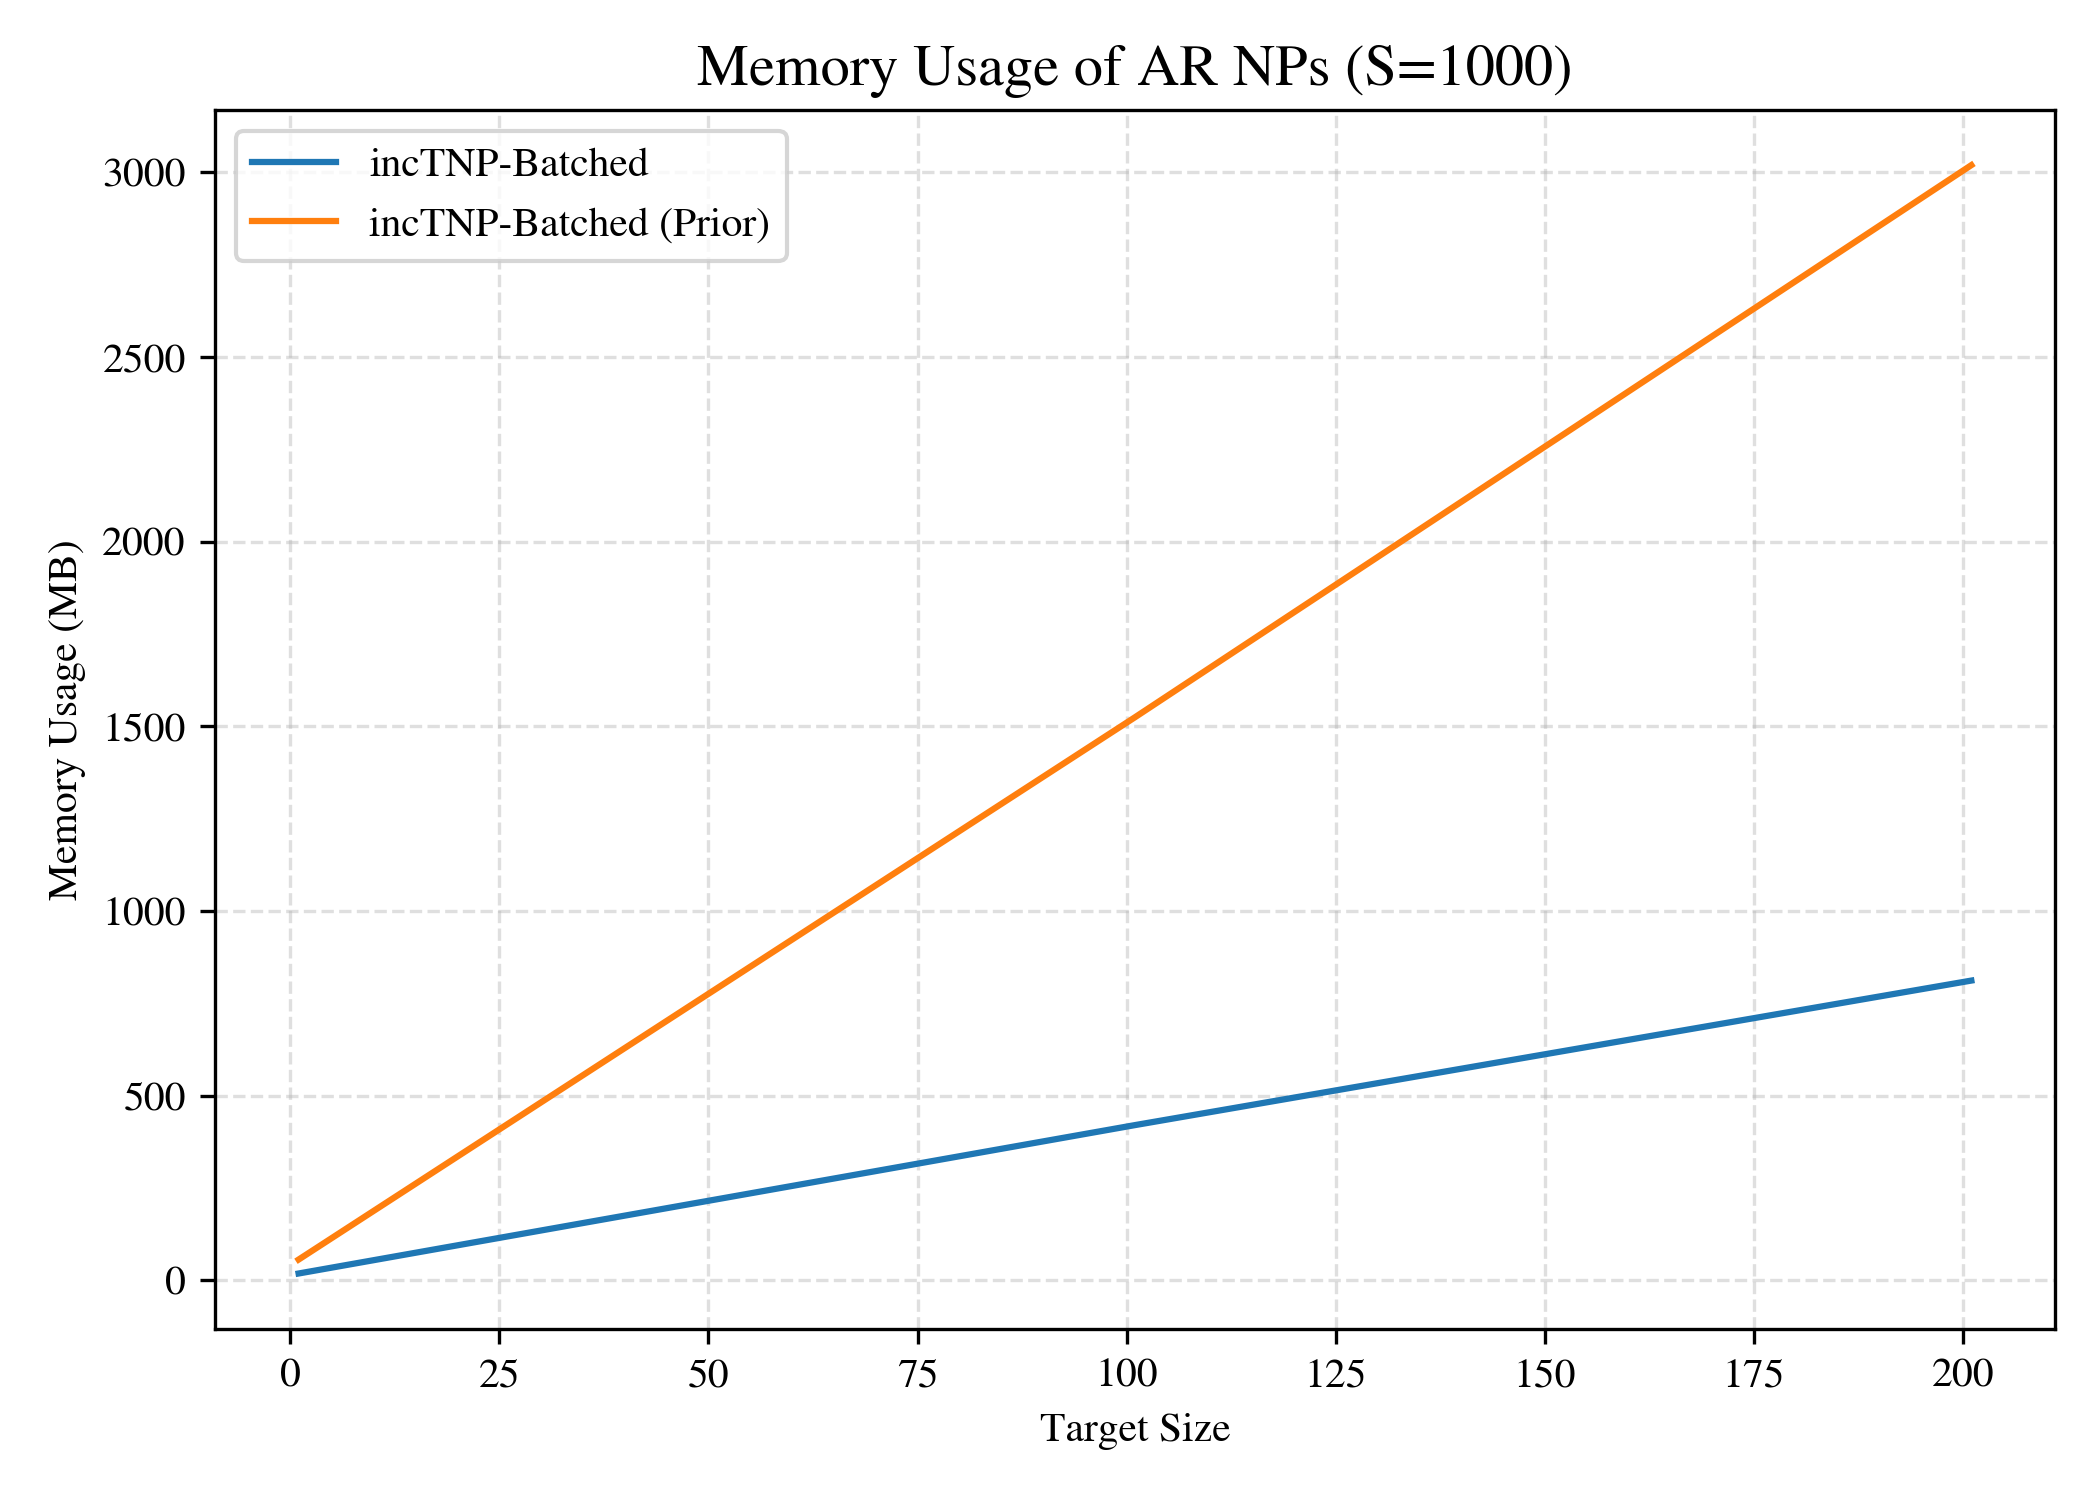 Memory Usage of AR NPs (S=1000)
incTNP-Batched
incTNP-Batched (Prior)
3000
2500
2000
1500
1000
500
0
Memory Usage (MB)
0 25 50 75 100 125 150 175 200
Target Size